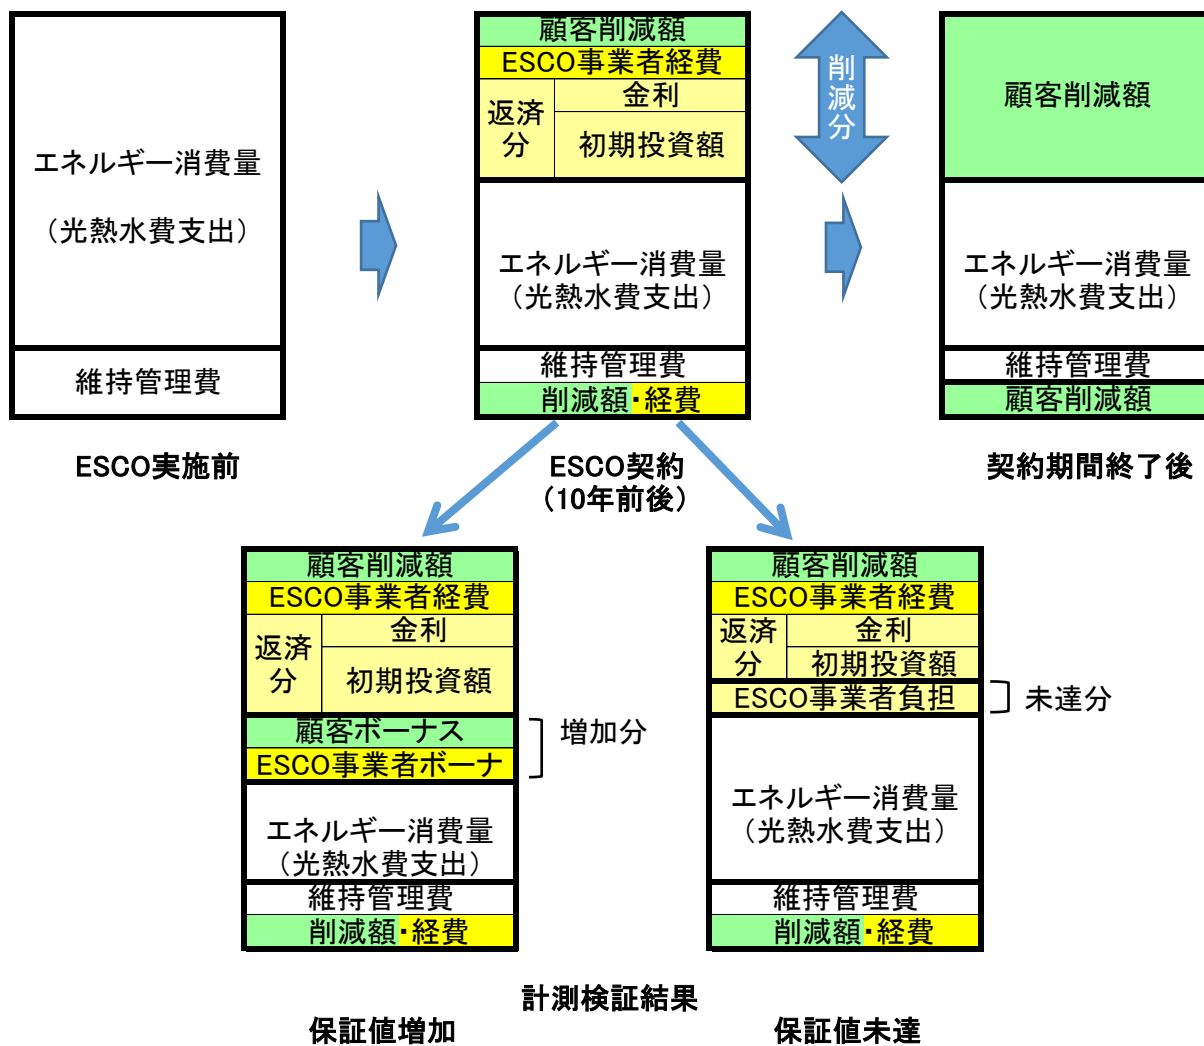 エネルギー消費量
（光熱水費支出）
維持管理費
ESCO実施前
顧客削減額
ESCO事業者経費
返済
分
金利
初期投資額
エネルギー消費量
（光熱水費支出）
維持管理費
削減額・経費
ESCO契約
（10年前後）
削
減
分
顧客削減額
エネルギー消費量
（光熱水費支出）
維持管理費
顧客削減額
契約期間終了後
顧客削減額
ESCO事業者経費
返済
分
金利
初期投資額
顧客ボーナス
ESCO事業者ボーナ
増加分
エネルギー消費量
（光熱水費支出）
維持管理費
削減額・経費
顧客削減額
ESCO事業者経費
返済
分
金利
初期投資額
ESCO事業者負担
未達分
エネルギー消費量
（光熱水費支出）
維持管理費
削減額・経費
計測検証結果
保証値増加
保証値未達